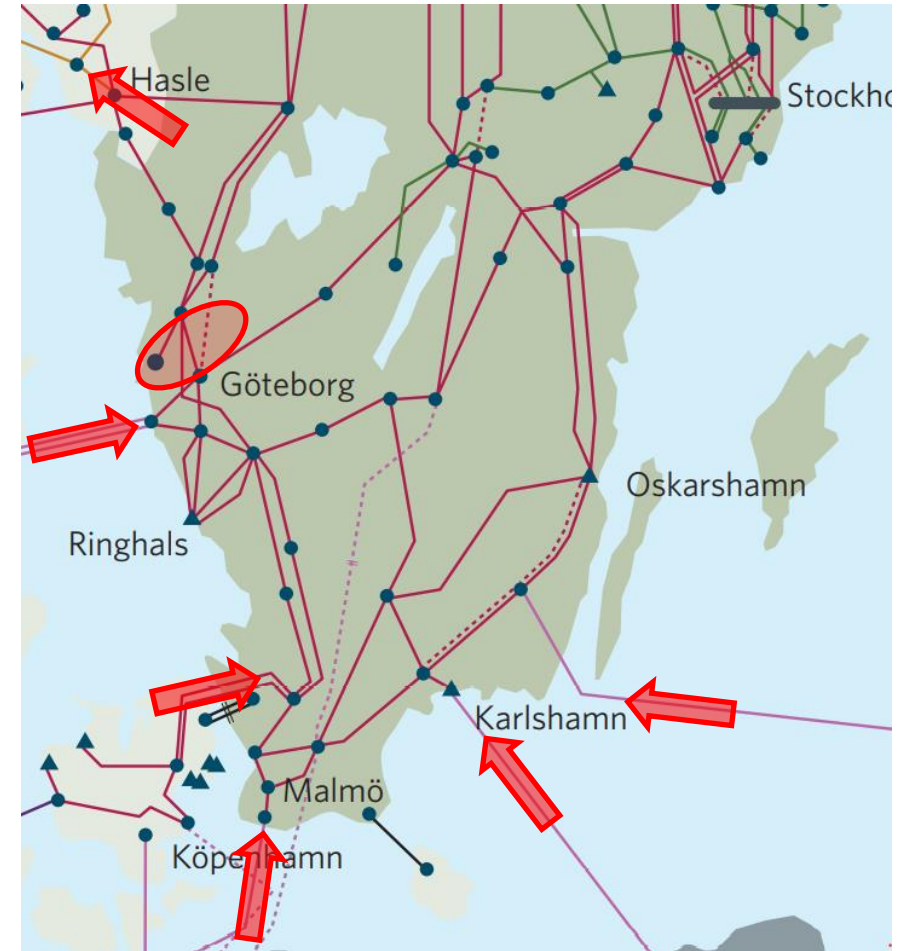 Hasle
Stockho
Göteborg
Oskarshamn
Ringhals
Karlshamn
Malmö
Köpenhamn